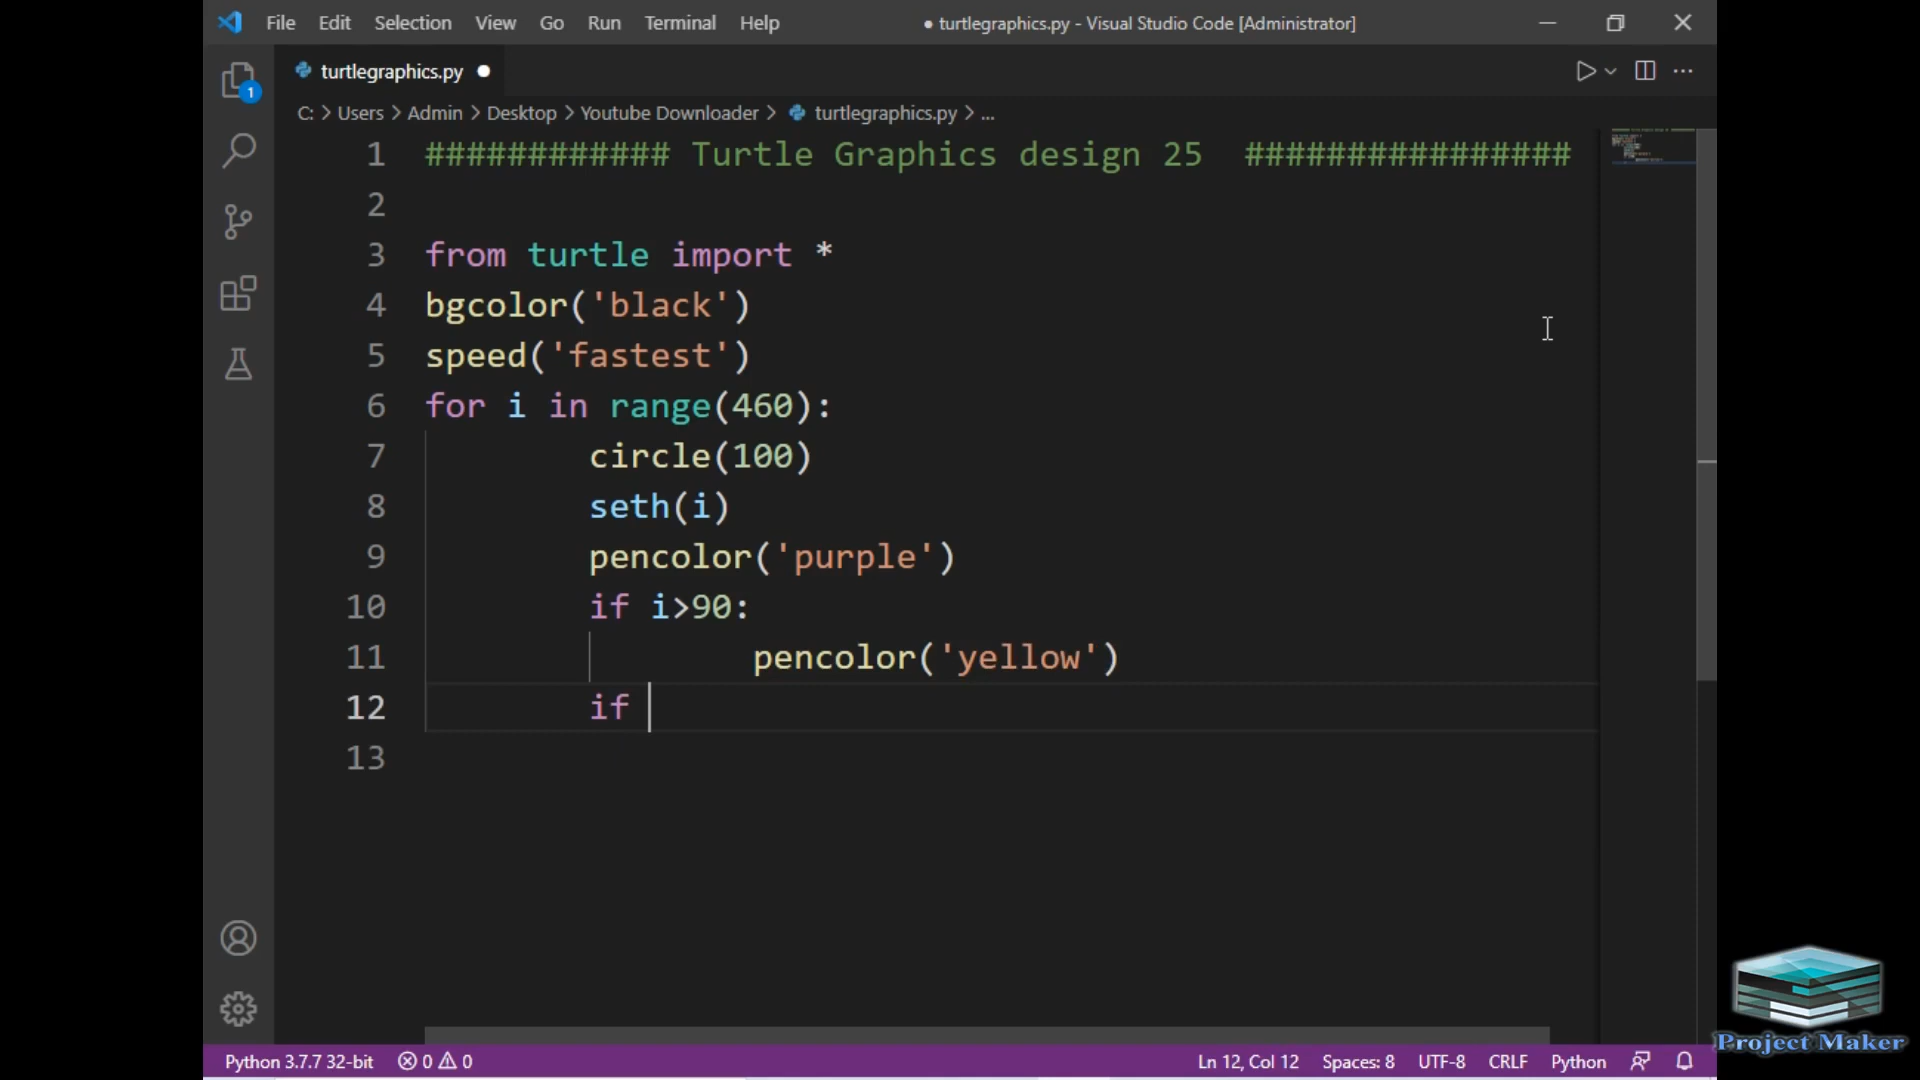 File Edit Selection View Go Run Terminal Help ● turtlegraphics.py - Visual Studio Code [Administrator]
turtlegraphics.py
C: > Users > Admin > Desktop > Youtube Downloader > turtlegraphics.py > ...
1 ############ Turtle Graphics design 25  ################
2
3 from turtle import *
4 bgcolor('black')
5 speed('fastest')
6 for i in range(460):
7         circle(100)
8         seth(i)
9         pencolor('purple')
10         if i>90:
11                 pencolor('yellow')
12         if
13
1
Python 3.7.7 32-bit 0 0 Ln 12, Col 12 Spaces: 8 UTF-8 CRLF Python
Project Maker